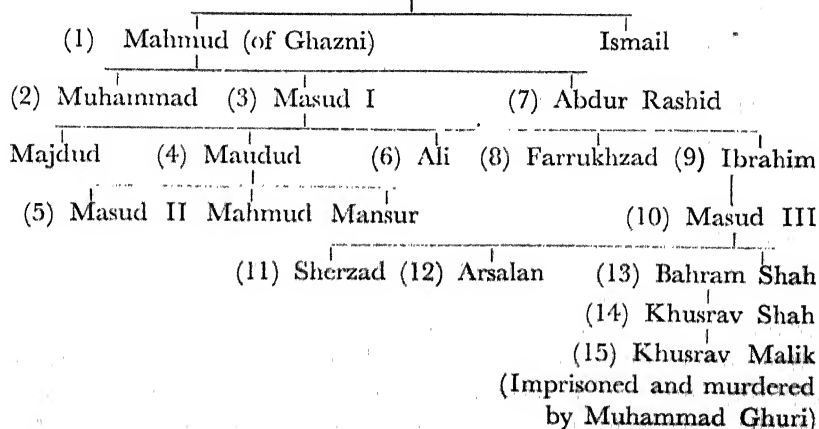 (1) Mahmud (of Ghazni) Ismail
(2) Muhammad (3) Masud I (7) Abdur Rashid
Majdud (4) Maudud (6) Ali (8) Farrukhzad (9) Ibrahim
(5) Masud II Mahmud Mansur (10) Masud III
(11) Sherzad (12) Arsalan (13) Bahram Shah
(14) Khusrav Shah
(15) Khusrav Malik
(Imprisoned and murdered
by Muhammad Ghuri)